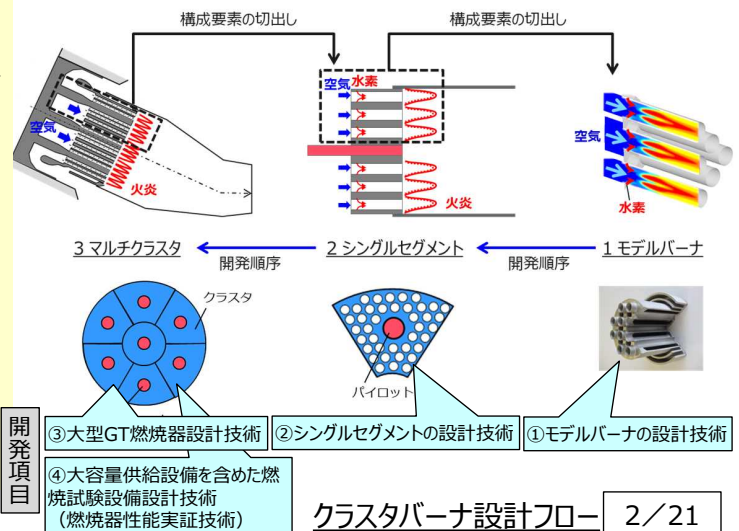 構成要素の切出し
構成要素の切出し
空気
火炎
空気
水素
火炎
空気
水素
3 マルチクラスタ
開発順序
2 シングルセグメント
開発順序
1 モデルバーナ
クラスタ
パイロット
開発項目
③大型GT燃焼器設計技術
②シングルセグメントの設計技術
①モデルバーナの設計技術
④大容量供給設備を含めた燃
焼試験設備設計技術
（燃焼器性能実証技術）
クラスタバーナ設計フロー
2／21